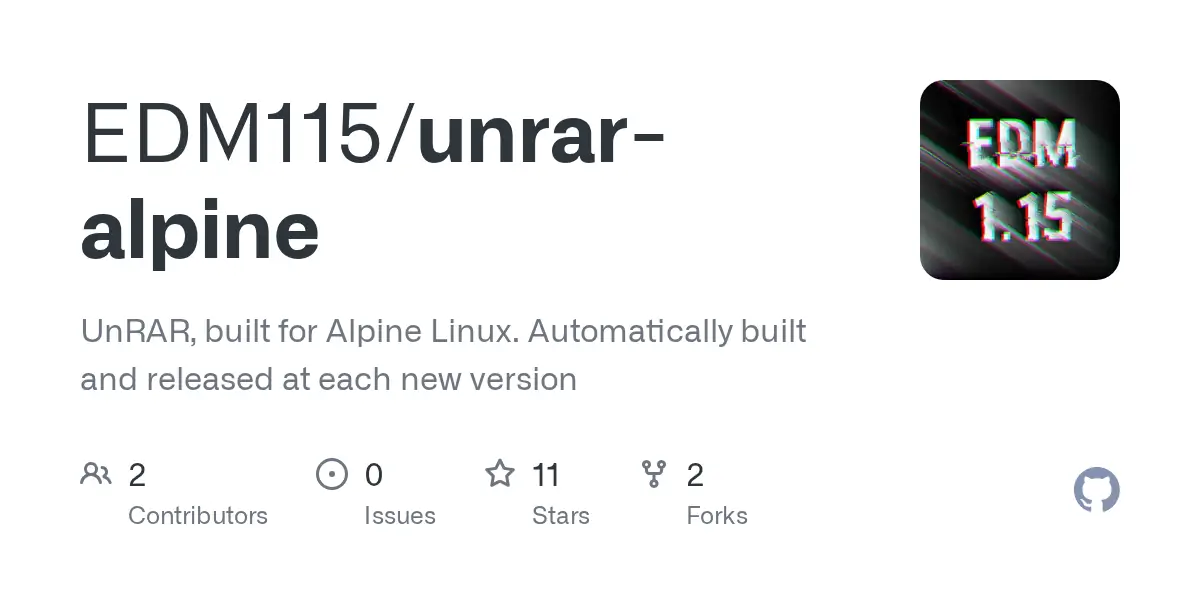 EDM115/unrar-
alpine
EDM
1.15
UnRAR, built for Alpine Linux. Automatically built
and released at each new version
2 0 11 2
Contributors Issues Stars Forks